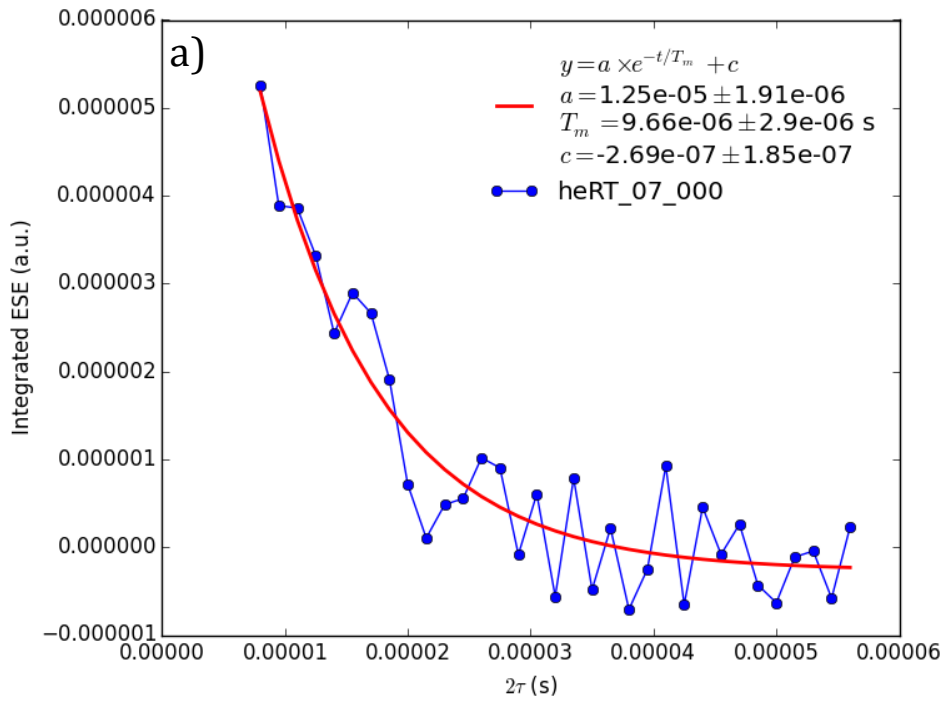 a)
y=a×e^{-t/T_m}+c
a=1.25e-05±1.91e-06
T_m=9.66e-06±2.9e-06 s
c=-2.69e-07±1.85e-07
heRT_07_000
Integrated ESE (a.u.)
0.000006
0.000005
0.000004
0.000003
0.000002
0.000001
0.000000
−0.000001
0.00000 0.00001 0.00002 0.00003 0.00004 0.00005 0.00006
2τ (s)